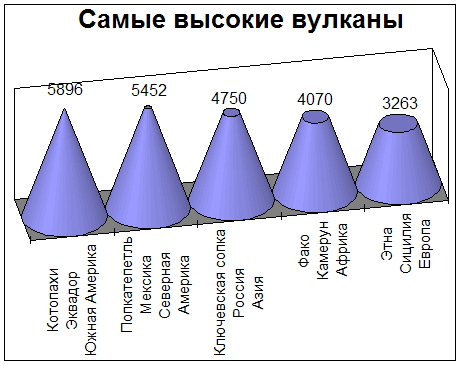 Самые высокие вулканы
5896
5452
4750
4070
3263
Котопахи
Эквадор
Южная Америка
Попкатепетль
Мексика
Северная
Америка
Ключевская сопка
Россия
Азия
Фако
Камерун
Африка
Этна
Сицилия
Европа